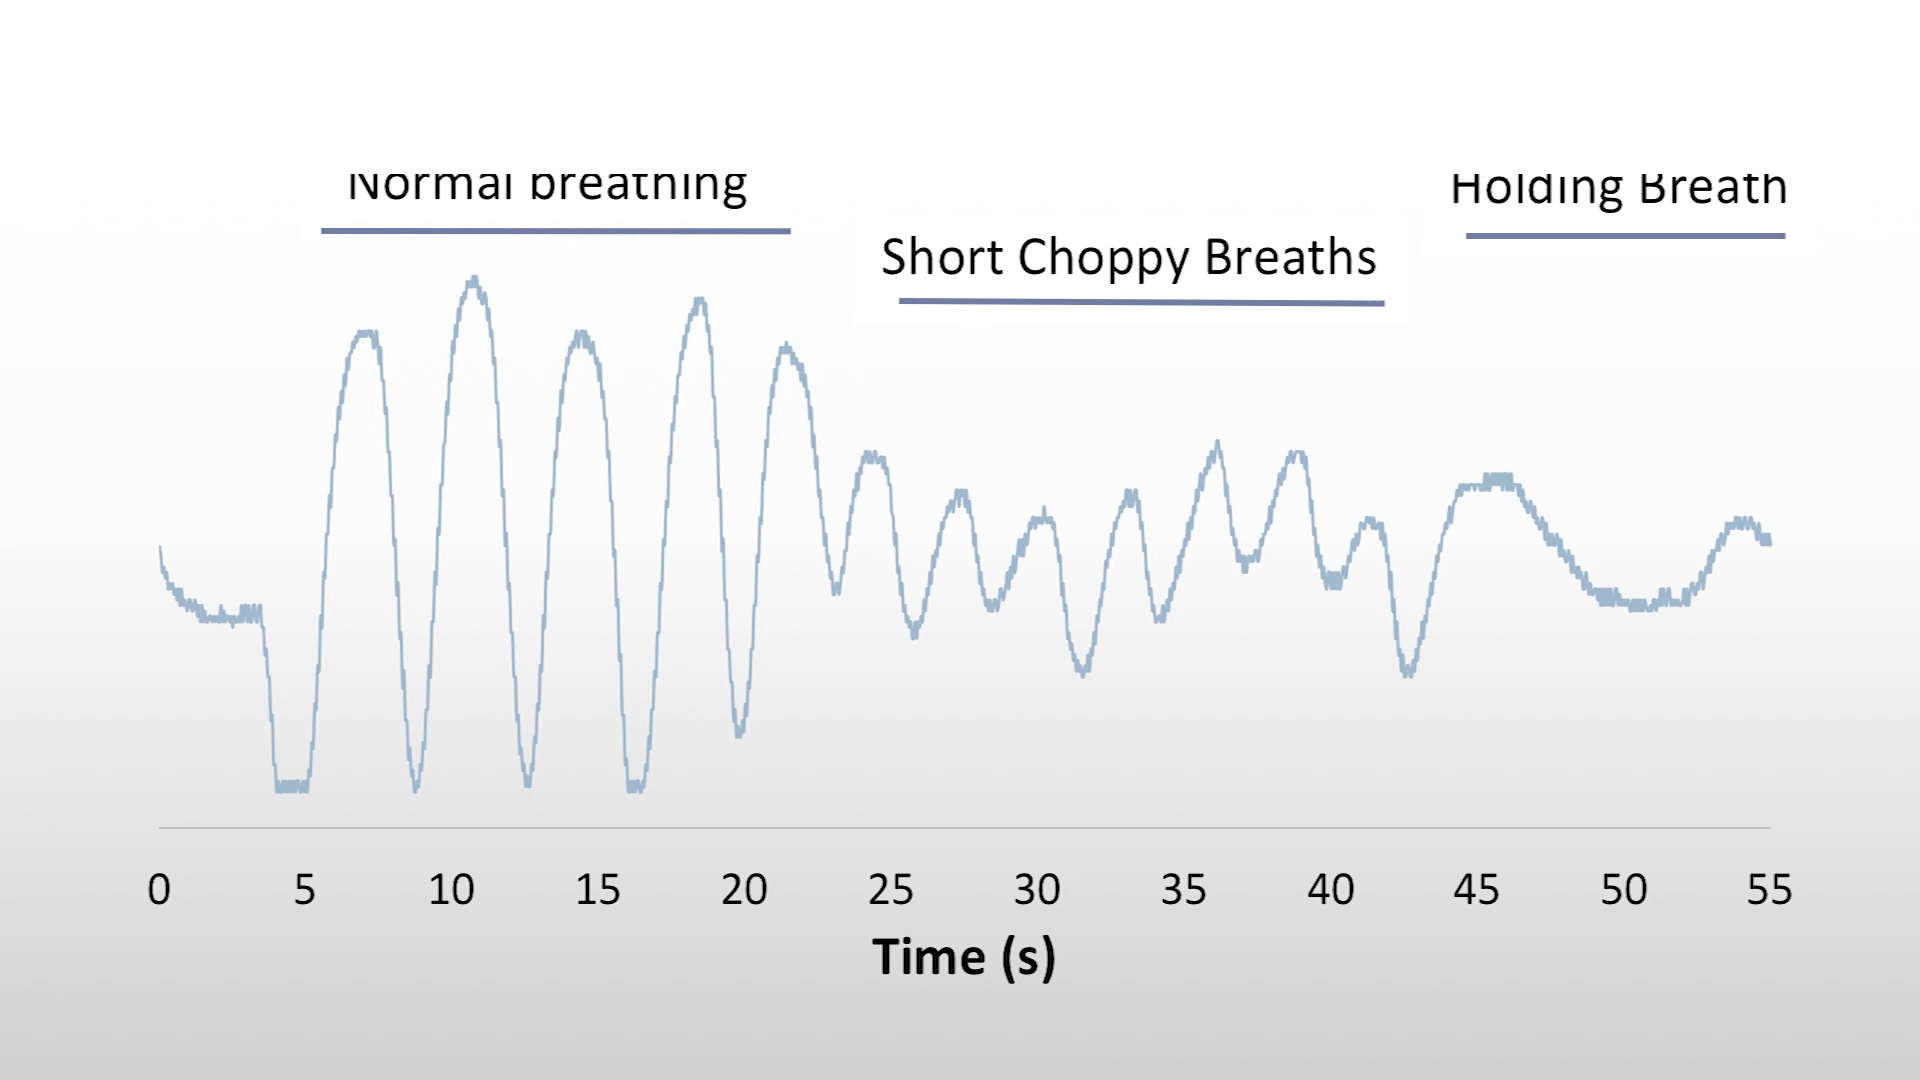 Normal breathing
Holding Breath
Short Choppy Breaths
0 5 10 15 20 25 30 35 40 45 50 55
Time (s)